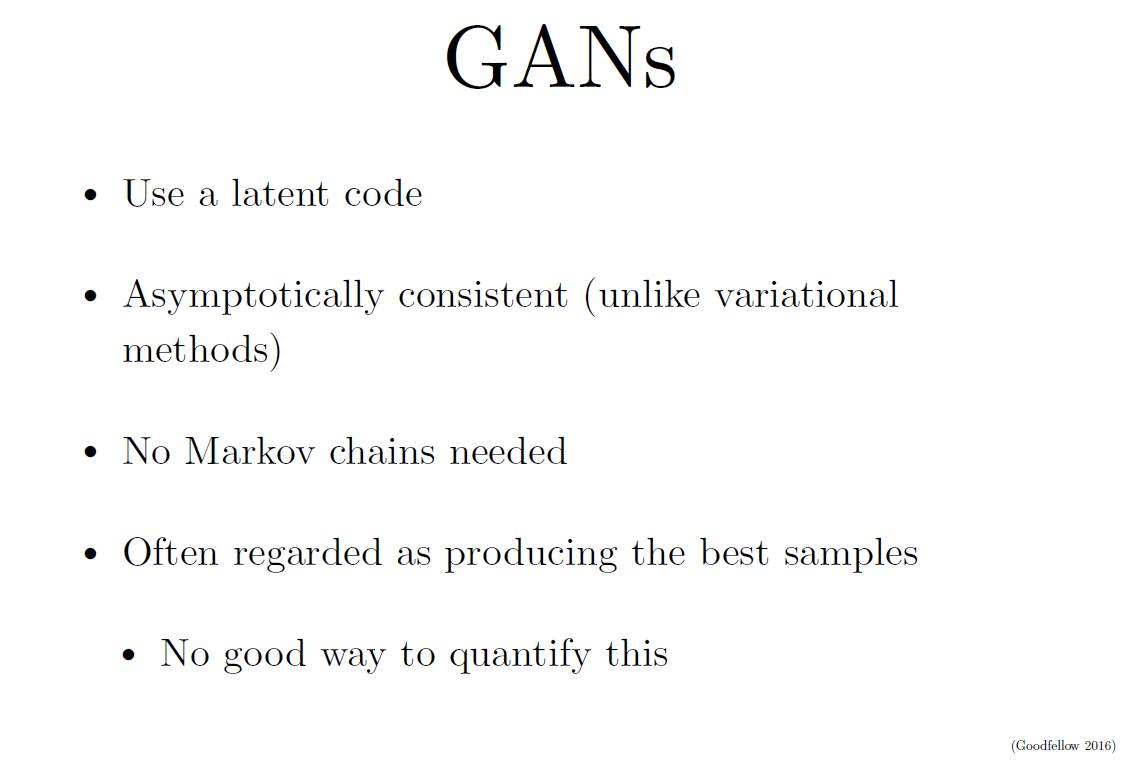 GANs
• Use a latent code
• Asymptotically consistent (unlike variational
methods)
• No Markov chains needed
• Often regarded as producing the best samples
• No good way to quantify this
(Goodfellow 2016)